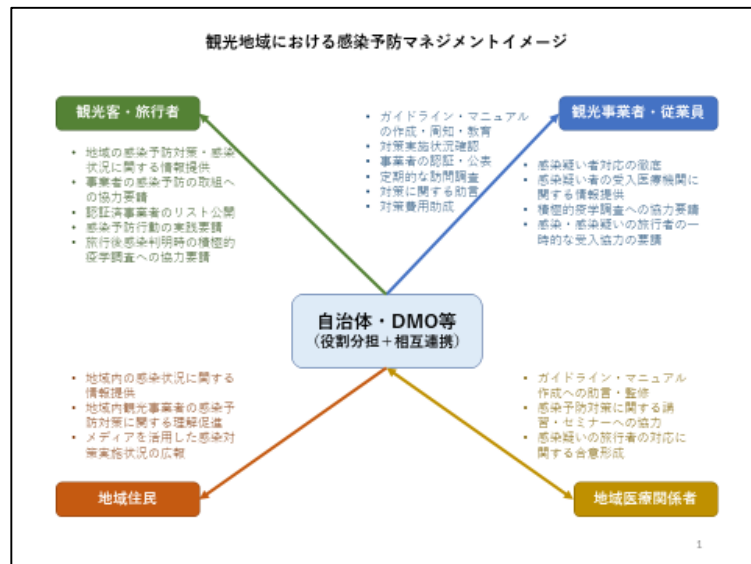 観光地域における感染予防マネジメントイメージ
観光客・旅行者
• 地域の感染予防対策・感染
状況に関する情報提供
• 事業者の感染予防の取組へ
の協力要請
• 認証済事業者のリスト公開
• 感染予防行動の実践要請
• 旅行後感染判明時の積極的
疫学調査への協力要請
• ガイドライン・マニュアル
の作成・周知・教育
• 対策実施状況確認
• 事業者の認証・公表
• 定期的な訪問調査
• 対策に関する助言
• 対策費用助成
観光事業者・従業員
• 感染疑い者対応の徹底
• 感染疑い者の受入医療機関
に関する情報提供
• 積極的疫学調査への協力要請
• 感染・感染疑いの旅行者の一
時的な受入協力の要請
自治体・DMO等
(役割分担+相互連携)
• 地域内の感染状況に関する
情報提供
• 地域内観光事業者の感染予
防対策に関する理解促進
• メディアを活用した感染対
策実施状況の広報
地域住民
• ガイドライン・マニュアル
作成への助言・監修
• 感染予防対策に関する講
習・セミナーへの協力
• 感染疑いの旅行者の対応に
関する合意形成
地域医療関係者
1